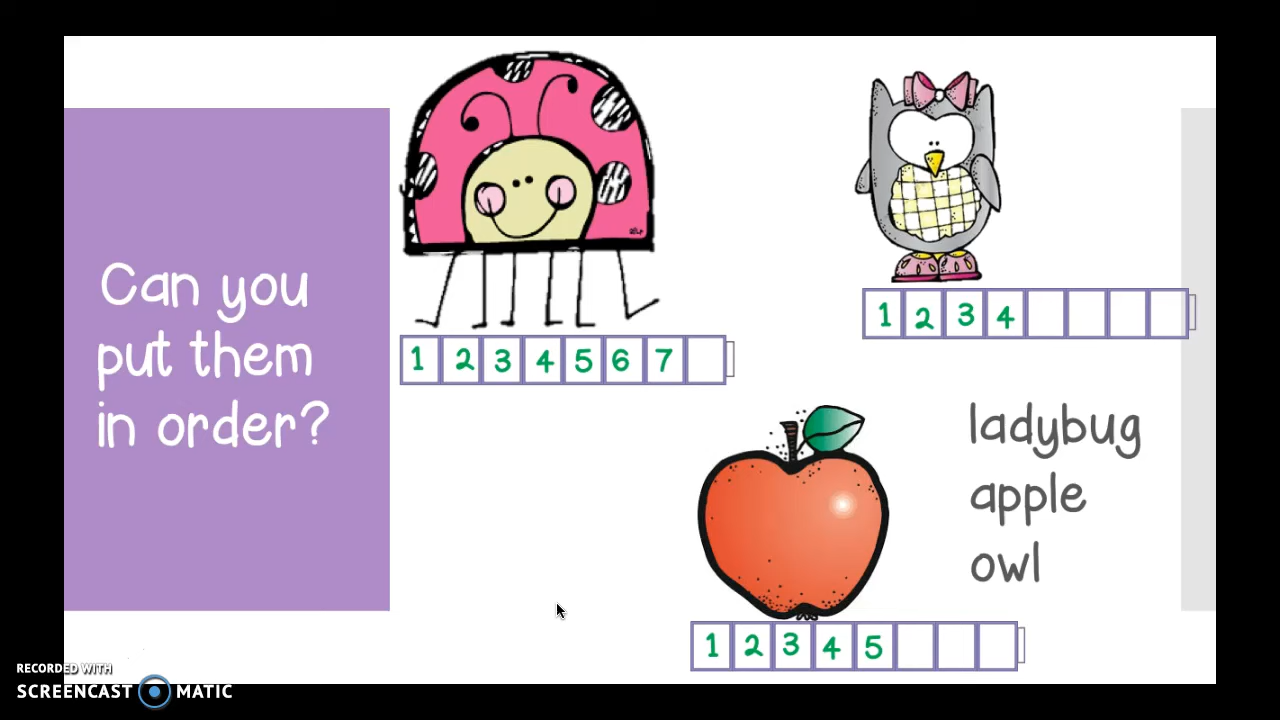 Can you
put them
in order?
1 2 3 4 5 6 7
1 2 3 4
ladybug
apple
owl
1 2 3 4 5
RECORDED WITH
SCREENCAST MATIC